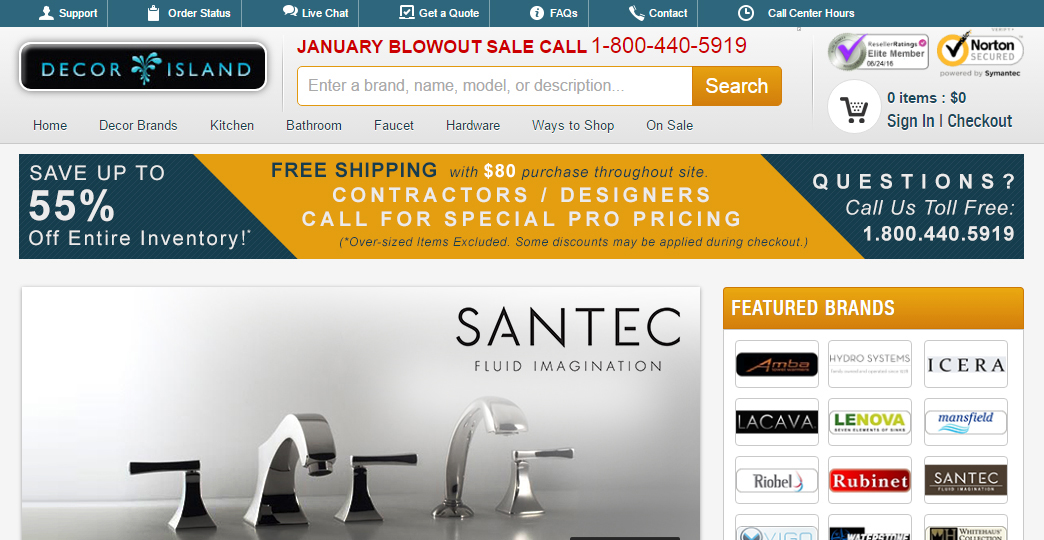 Support
Order Status
Live Chat
Get a Quote
FAQs
Contact
Call Center Hours
DECOR ISLAND
JANUARY BLOWOUT SALE CALL 1-800-440-5919
Enter a brand, name, model, or description...
Search
ResellerRatings
Elite Member
06/24/16
Norton
SECURED
powered by Symantec
0 items : $0
Sign In | Checkout
Home
Decor Brands
Kitchen
Bathroom
Faucet
Hardware
Ways to Shop
On Sale
SAVE UP TO
55%
Off Entire Inventory!*
FREE SHIPPING with $80 purchase throughout site.
CONTRACTORS / DESIGNERS
CALL FOR SPECIAL PRO PRICING
(*Over-sized Items Excluded. Some discounts may be applied during checkout.)
QUESTIONS?
Call Us Toll Free:
1.800.440.5919
SANTEC
FLUID IMAGINATION
FEATURED BRANDS
Amba
HYDRO SYSTEMS
ICERA
LACAVA
LENOVA
SEVEN ELEMENTS OF SINKS
mansfield
Riobel
Rubinet
SANTEC
FLUID IMAGINATION
VIGO
WATERSTONE
WHITEHAUS
COLLECTION